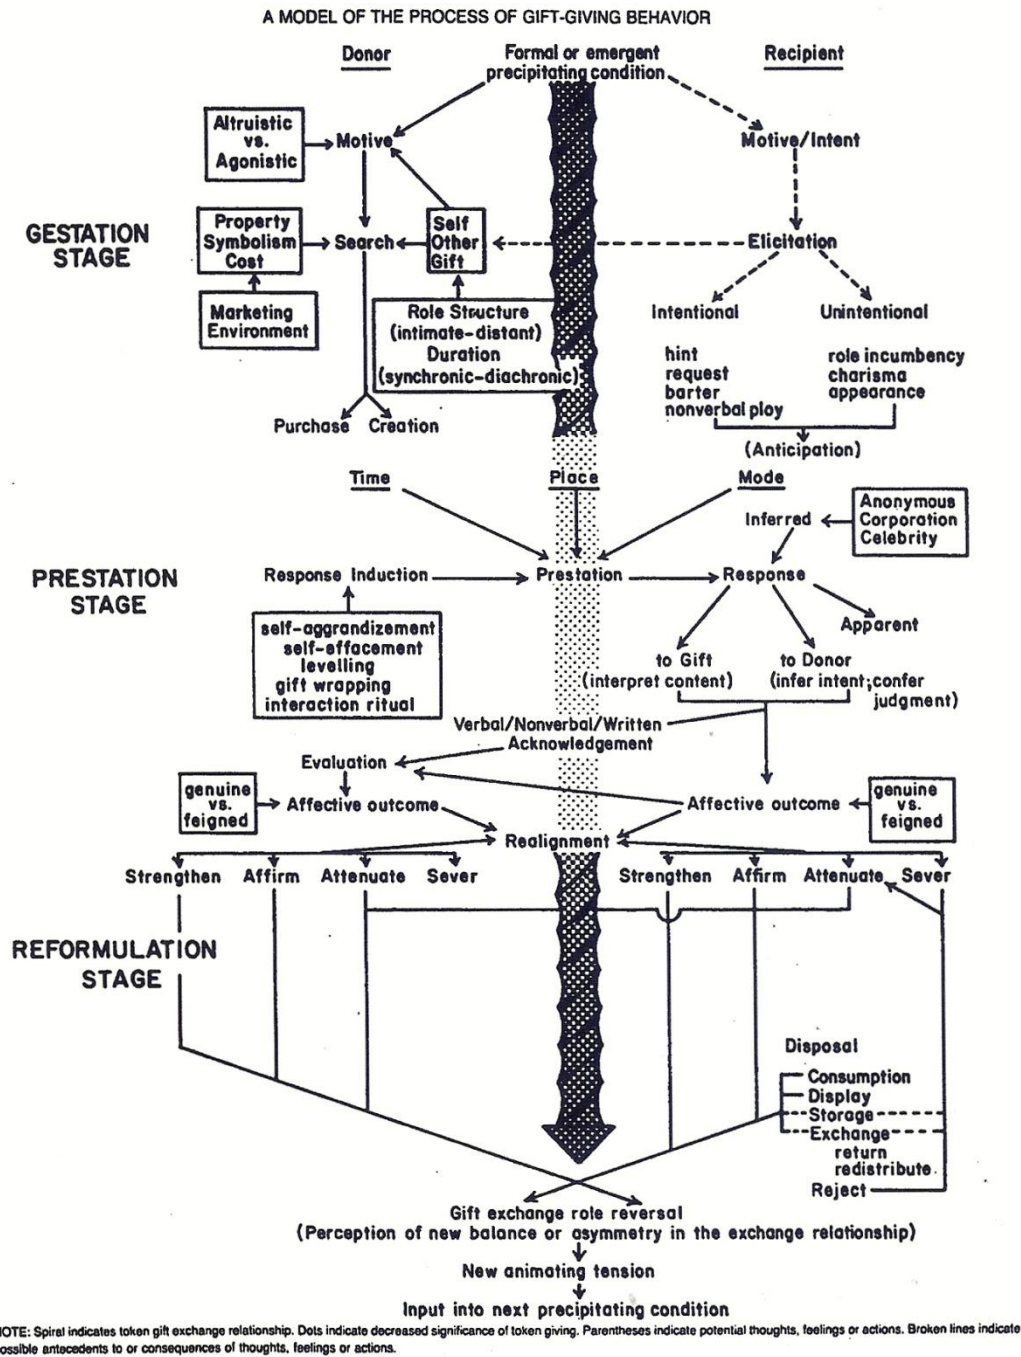 A MODEL OF THE PROCESS OF GIFT-GIVING BEHAVIOR
Donor
Formal or emergent
precipitating condition
Recipient
Altruistic
vs.
Agonistic
Motive
Motive/Intent
GESTATION
STAGE
Property
Symbolism
Cost
Search
Self
Other
Gift
Elicitation
Marketing
Environment
Role Structure
(intimate-distant)
Duration
(synchronic-diachronic)
Intentional
Unintentional
hint
request
barter
nonverbal ploy
role incumbency
charisma
appearance
Purchase
Creation
(Anticipation)
Time
Place
Mode
Inferred
Anonymous
Corporation
Celebrity
PRESTATION
STAGE
Response Induction
Prestation
Response
Apparent
self-aggrandizement
self-effacement
levelling
gift wrapping
interaction ritual
to Gift
(interpret content)
to Donor
(infer intent;confer
judgment)
Verbal/Nonverbal/Written
Acknowledgement
Evaluation
genuine
vs.
feigned
Affective outcome
Affective outcome
genuine
vs.
feigned
Realignment
Strengthen
Affirm
Attenuate
Sever
Strengthen
Affirm
Attenuate
Sever
REFORMULATION
STAGE
Disposal
Consumption
Display
Storage
Exchange
return
redistribute
Reject
Gift exchange role reversal
(Perception of new balance or asymmetry in the exchange relationship)
New animating tension
Input into next precipitating condition
OTE: Spiral indicates token gift exchange relationship. Dots indicate decreased significance of token giving. Parentheses indicate potential thoughts, feelings or actions. Broken lines indicate
ossible antecedents to or consequences of thoughts, feelings or actions.